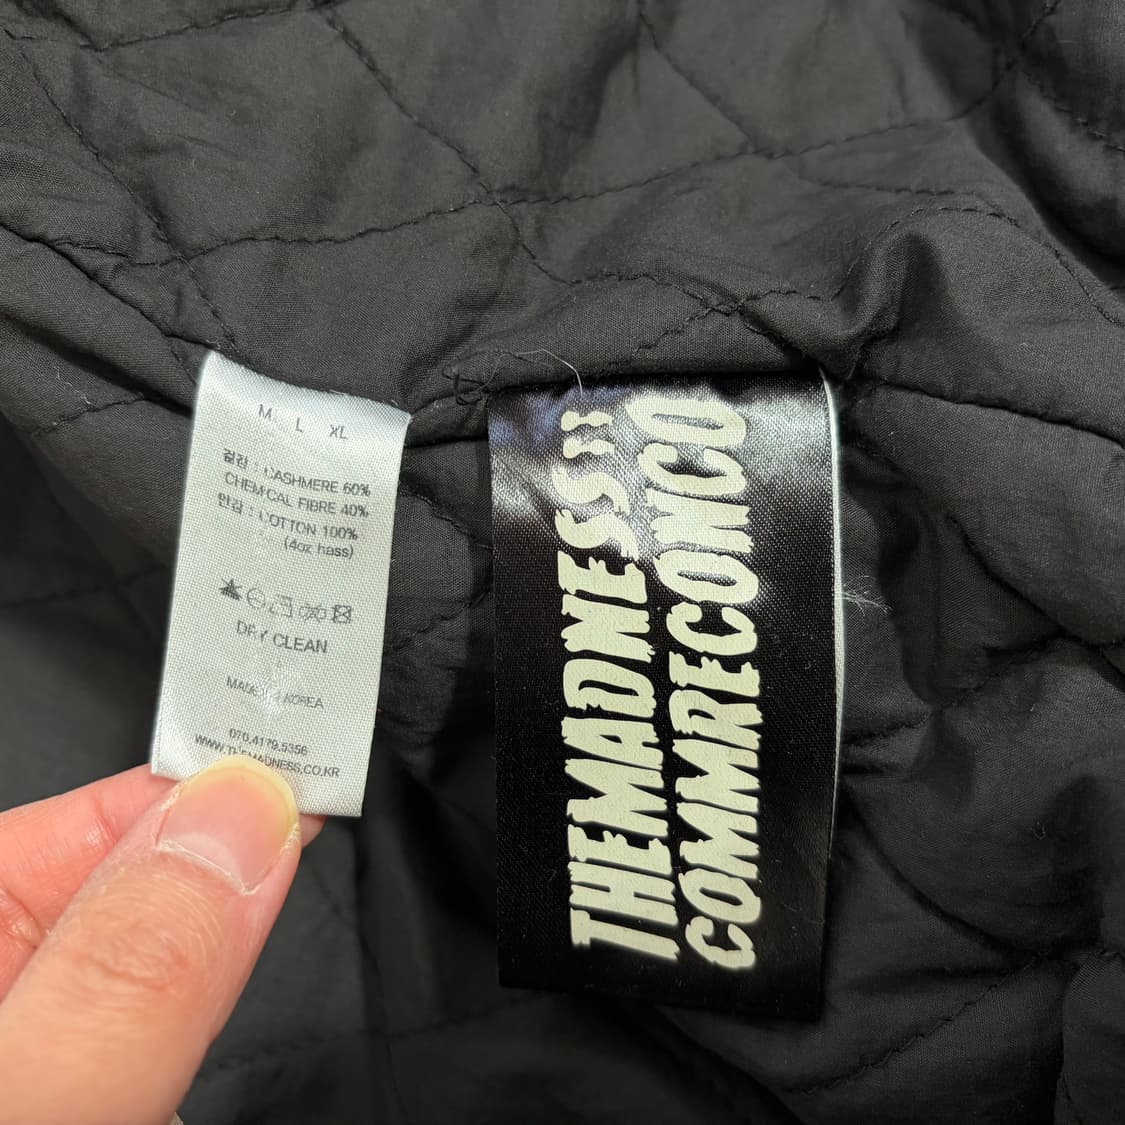 M L XL
겉감 : CASHMERE 60%
CHEMICAL FIBRE 40%
안감 : COTTON 100%
(4oz hass)
DRY CLEAN
MADE IN KOREA
070.4179.5356
WWW.THEMADNESS.CO.KR
THEMADNESS"
COMMRECONCO